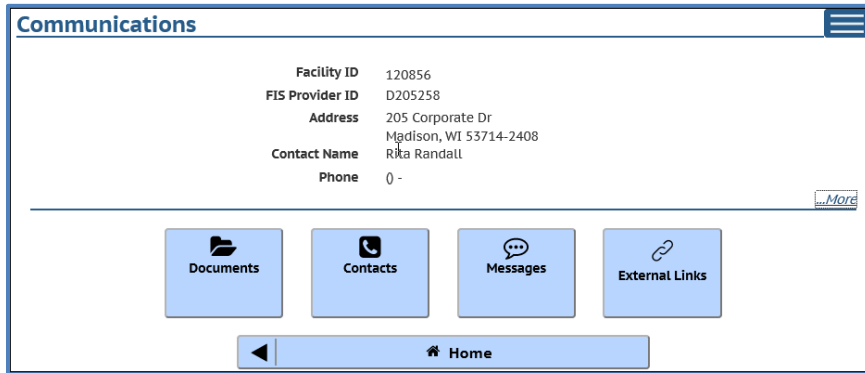 Communications
Facility ID 120856
FIS Provider ID D205258
Address 205 Corporate Dr
Madison, WI 53714-2408
Contact Name Rita Randall
Phone () -
...More
Documents Contacts Messages External Links
Home